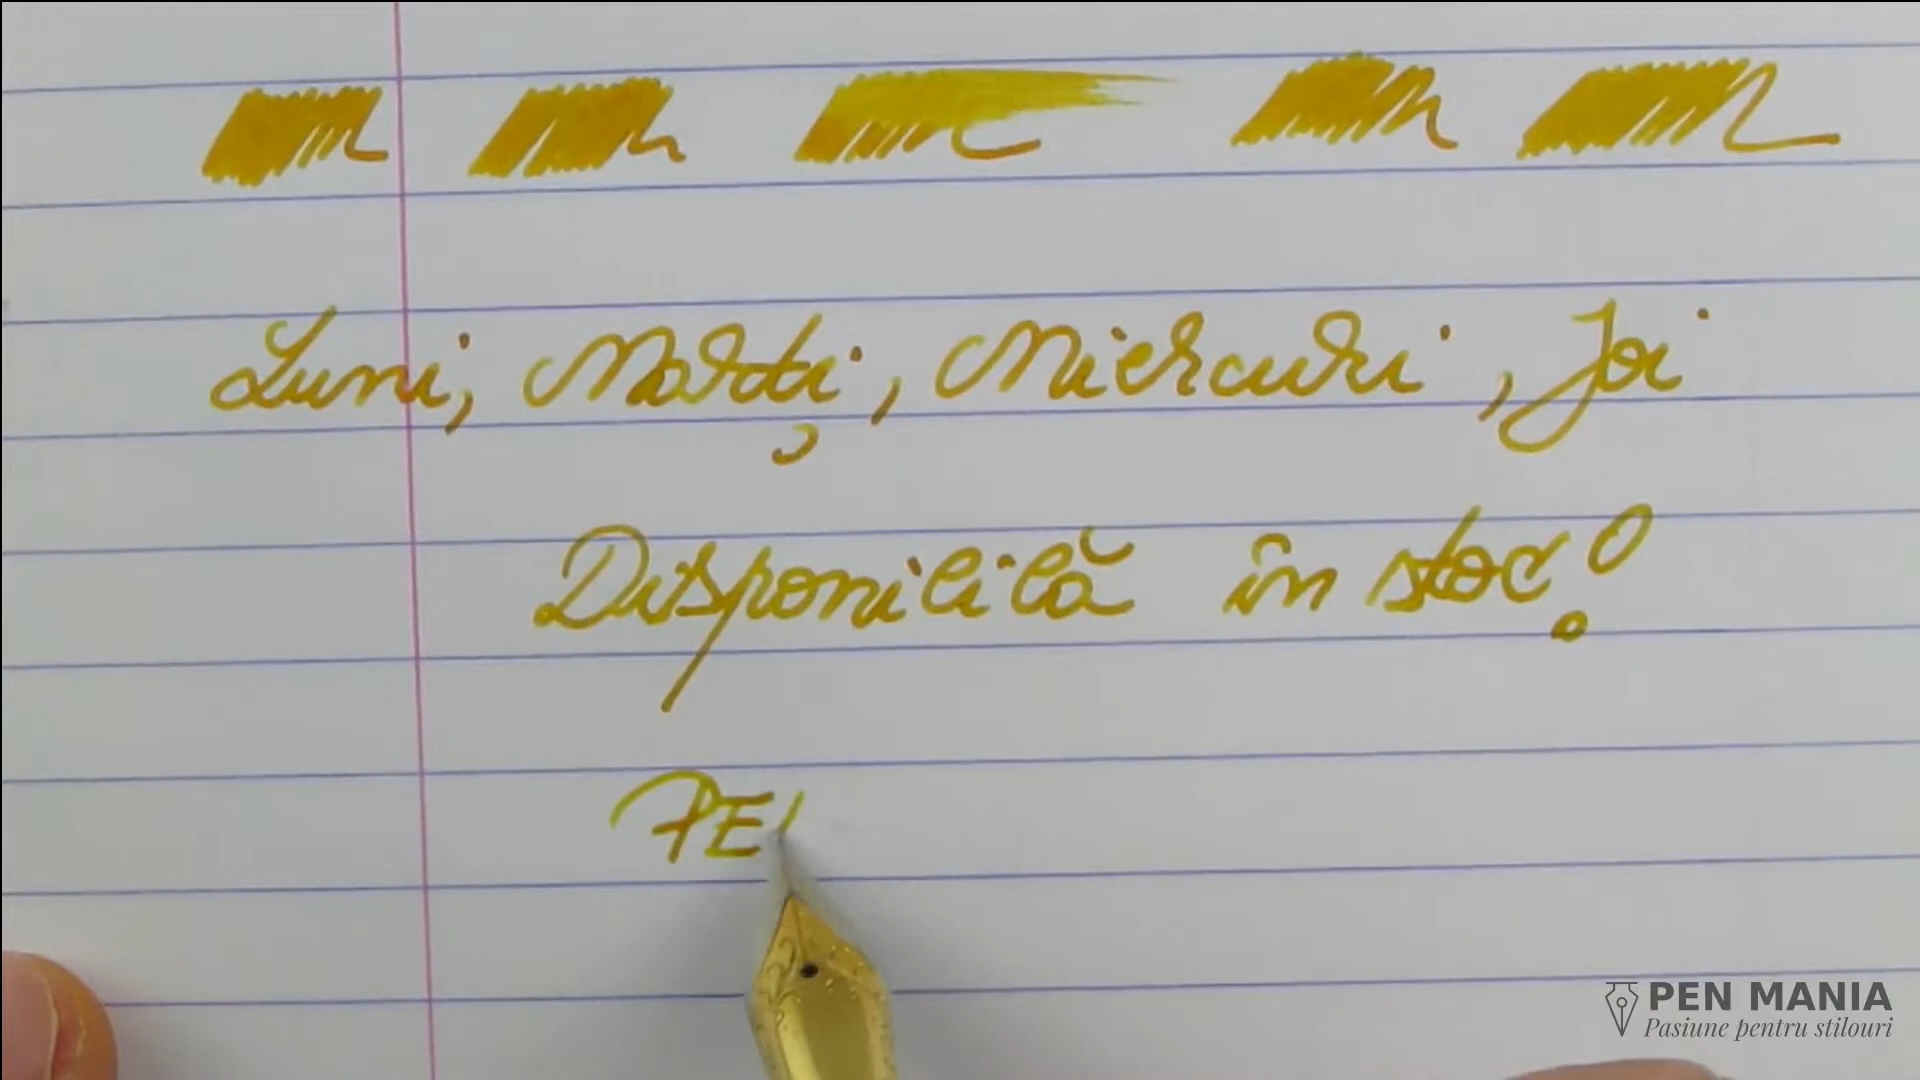 Luni, Marți, Miercuri, Joi
Disponibilă în stoc!
PE
PEN MANIA
Pasiune pentru stilouri